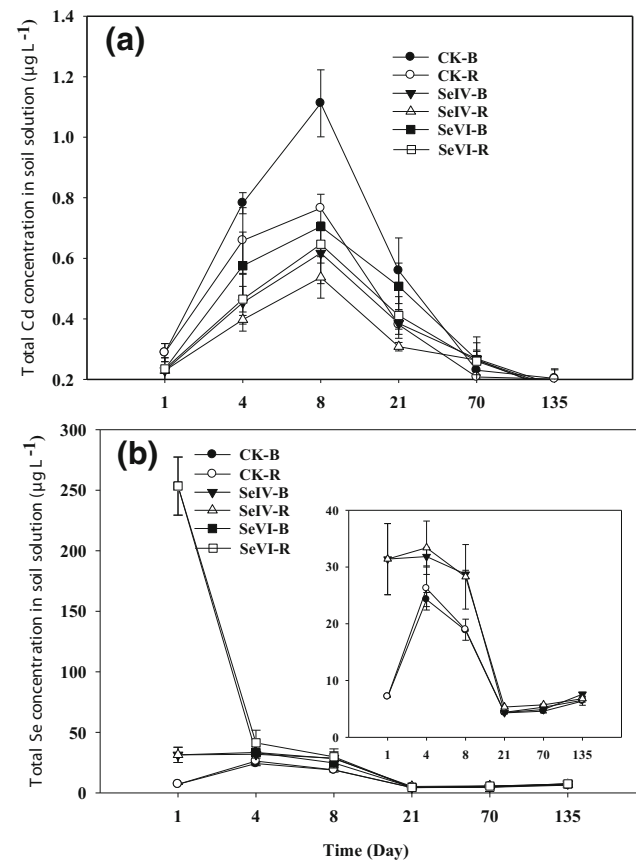 (a)
Total Cd concentration in soil solution (µg L⁻¹)
1.4
1.2
1.0
0.8
0.6
0.4
0.2
CK-B
CK-R
SeIV-B
SeIV-R
SeVI-B
SeVI-R
1 4 8 21 70 135
(b)
Total Se concentration in soil solution (µg L⁻¹)
300
250
200
150
100
50
0
CK-B
CK-R
SeIV-B
SeIV-R
SeVI-B
SeVI-R
40
30
20
10
0
1 4 8 21 70 135
1 4 8 21 70 135
Time (Day)